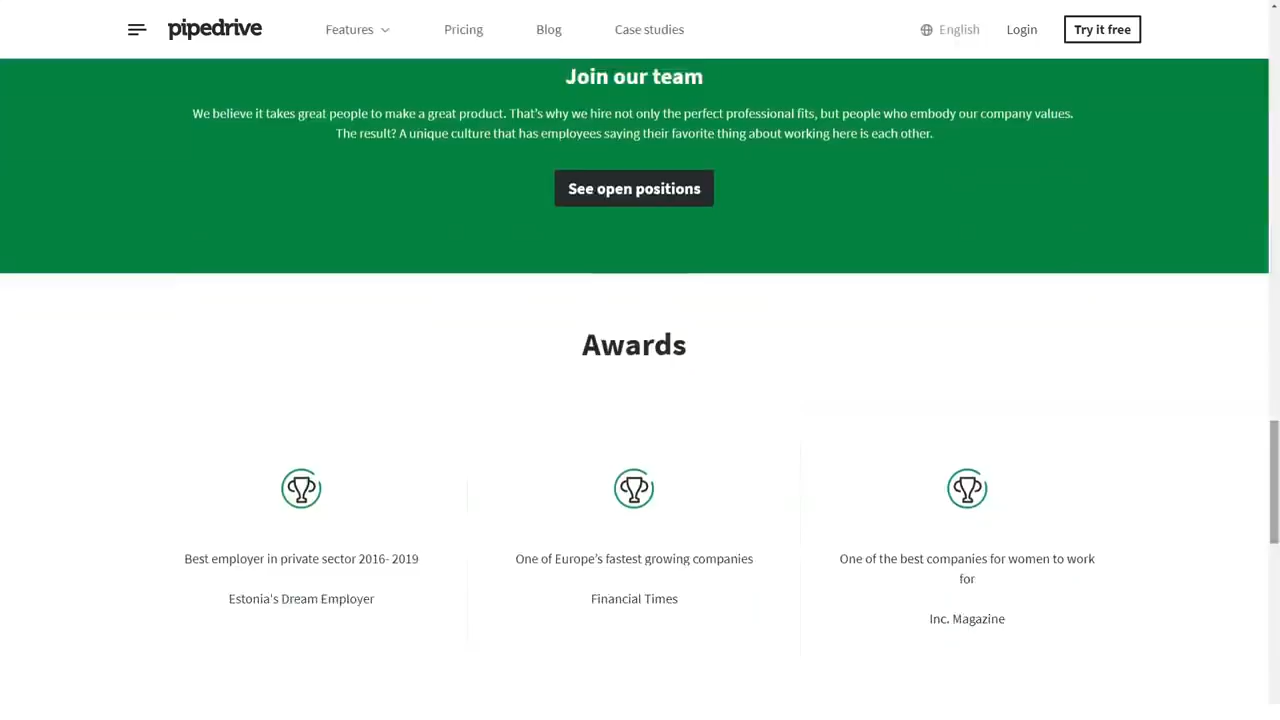 pipedrive
Features
Pricing
Blog
Case studies
English
Login
Try it free
Join our team
We believe it takes great people to make a great product. That's why we hire not only the perfect professional fits, but people who embody our company values.
The result? A unique culture that has employees saying their favorite thing about working here is each other.
See open positions
Awards
Best employer in private sector 2016- 2019
Estonia's Dream Employer
One of Europe's fastest growing companies
Financial Times
One of the best companies for women to work
for
Inc. Magazine